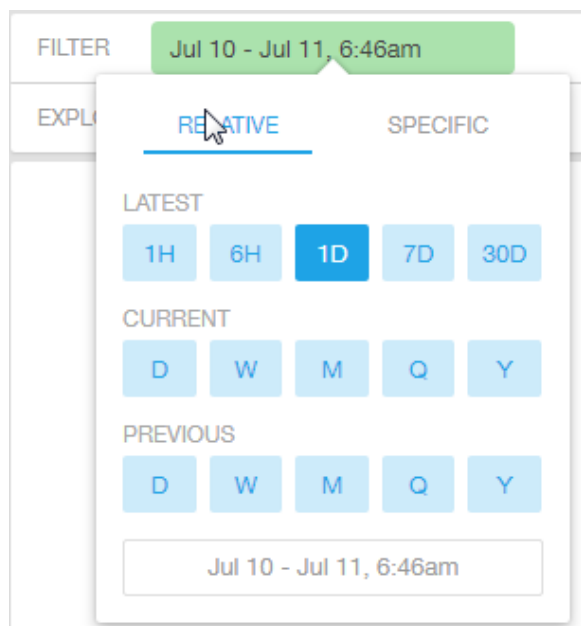 FILTER Jul 10 - Jul 11, 6:46am
EXPLO
RELATIVE SPECIFIC
LATEST
1H 6H 1D 7D 30D
CURRENT
D W M Q Y
PREVIOUS
D W M Q Y
Jul 10 - Jul 11, 6:46am